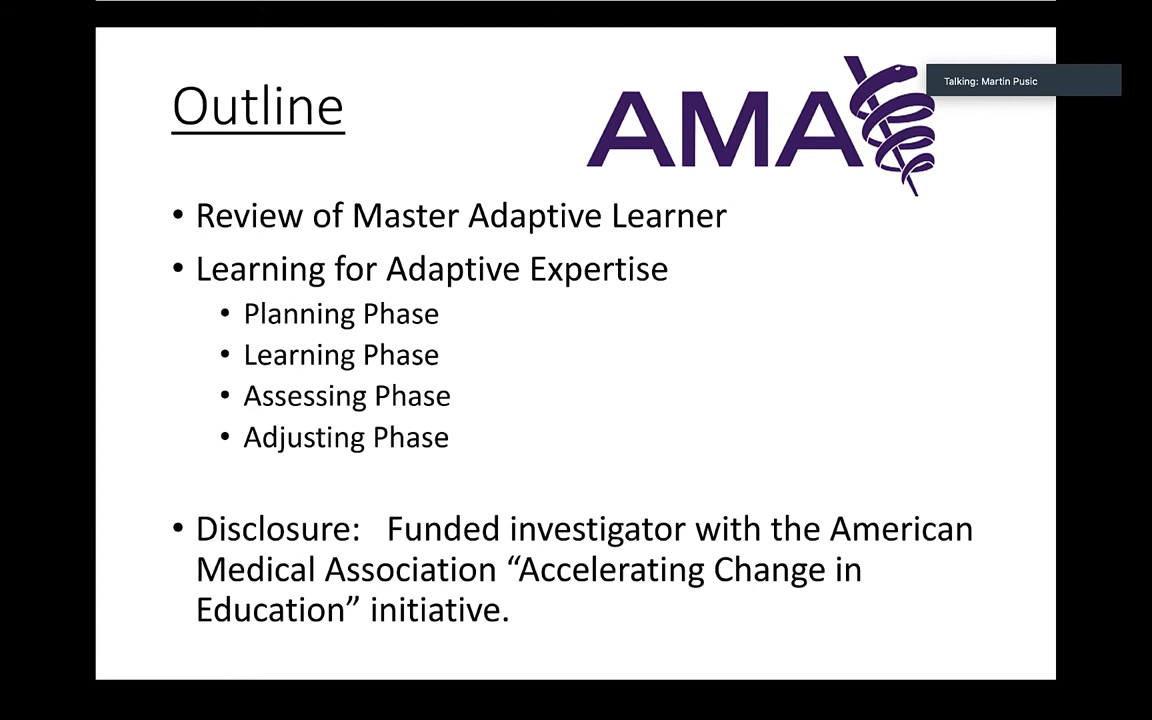 Outline
AMA
Talking: Martin Pusic
• Review of Master Adaptive Learner
• Learning for Adaptive Expertise
• Planning Phase
• Learning Phase
• Assessing Phase
• Adjusting Phase
• Disclosure: Funded investigator with the American
Medical Association “Accelerating Change in
Education” initiative.